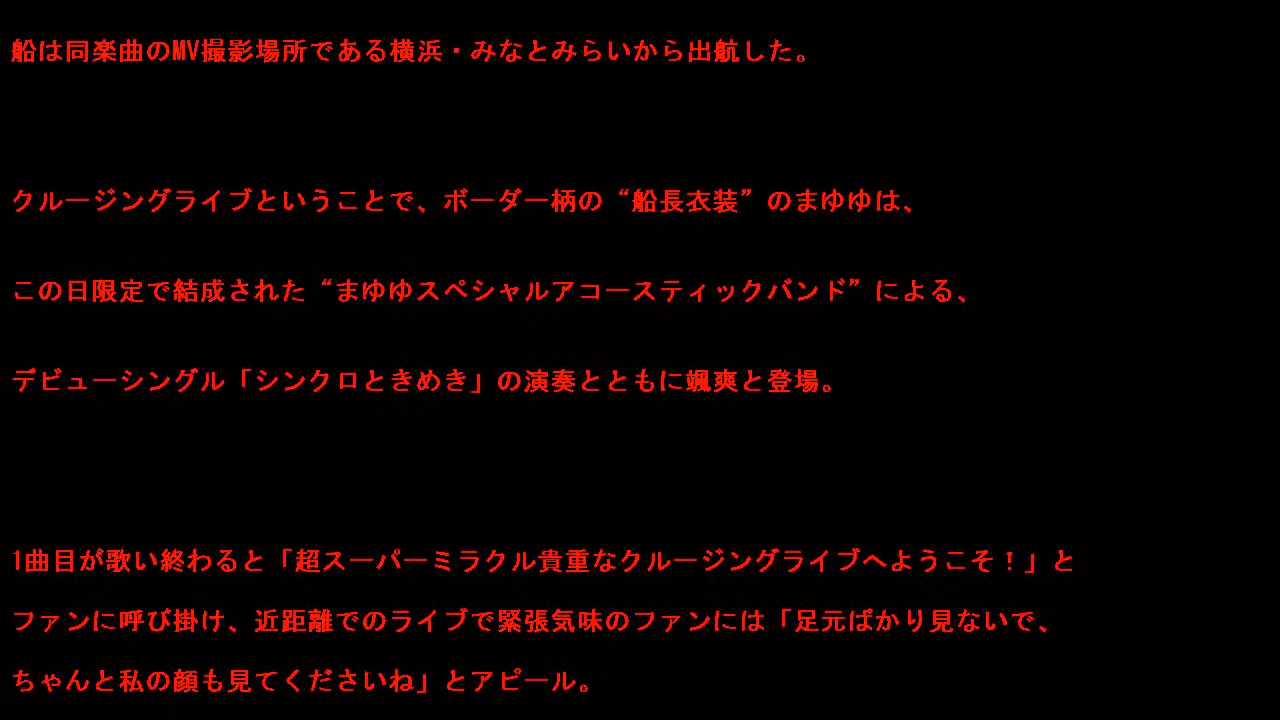 船は同楽曲のMV撮影場所である横浜・みなとみらいから出航した。
クルージングライブということで、ボーダー柄の“船長衣装”のまゆゆは、
この日限定で結成された“まゆゆスペシャルアコースティックバンド”による、
デビューシングル「シンクロときめき」の演奏とともに颯爽と登場。
1曲目が歌い終わると「超スーパーミラクル貴重なクルージングライブへようこそ！」と
ファンに呼び掛け、近距離でのライブで緊張気味のファンには「足元ばかり見ないで、
ちゃんと私の顔も見てくださいね」とアピール。